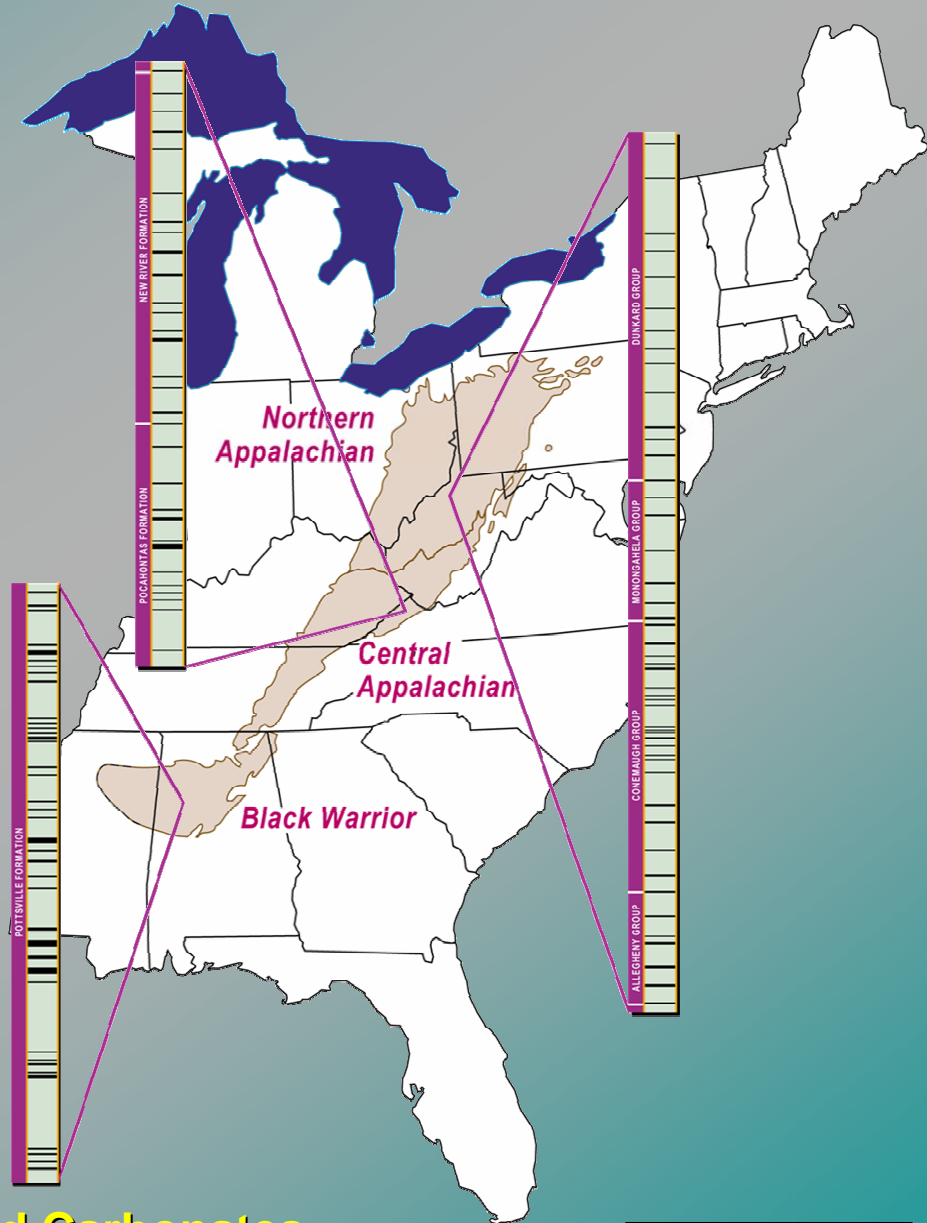 NEW RIVER FORMATION
POCAHONTAS FORMATION
DUNKARD GROUP
MONONGAHELA GROUP
CONEMAUGH GROUP
ALLEGHENY GROUP
Northern
Appalachian
Central
Appalachian
Black Warrior
POTTSVILLE FORMATION
Carbonates